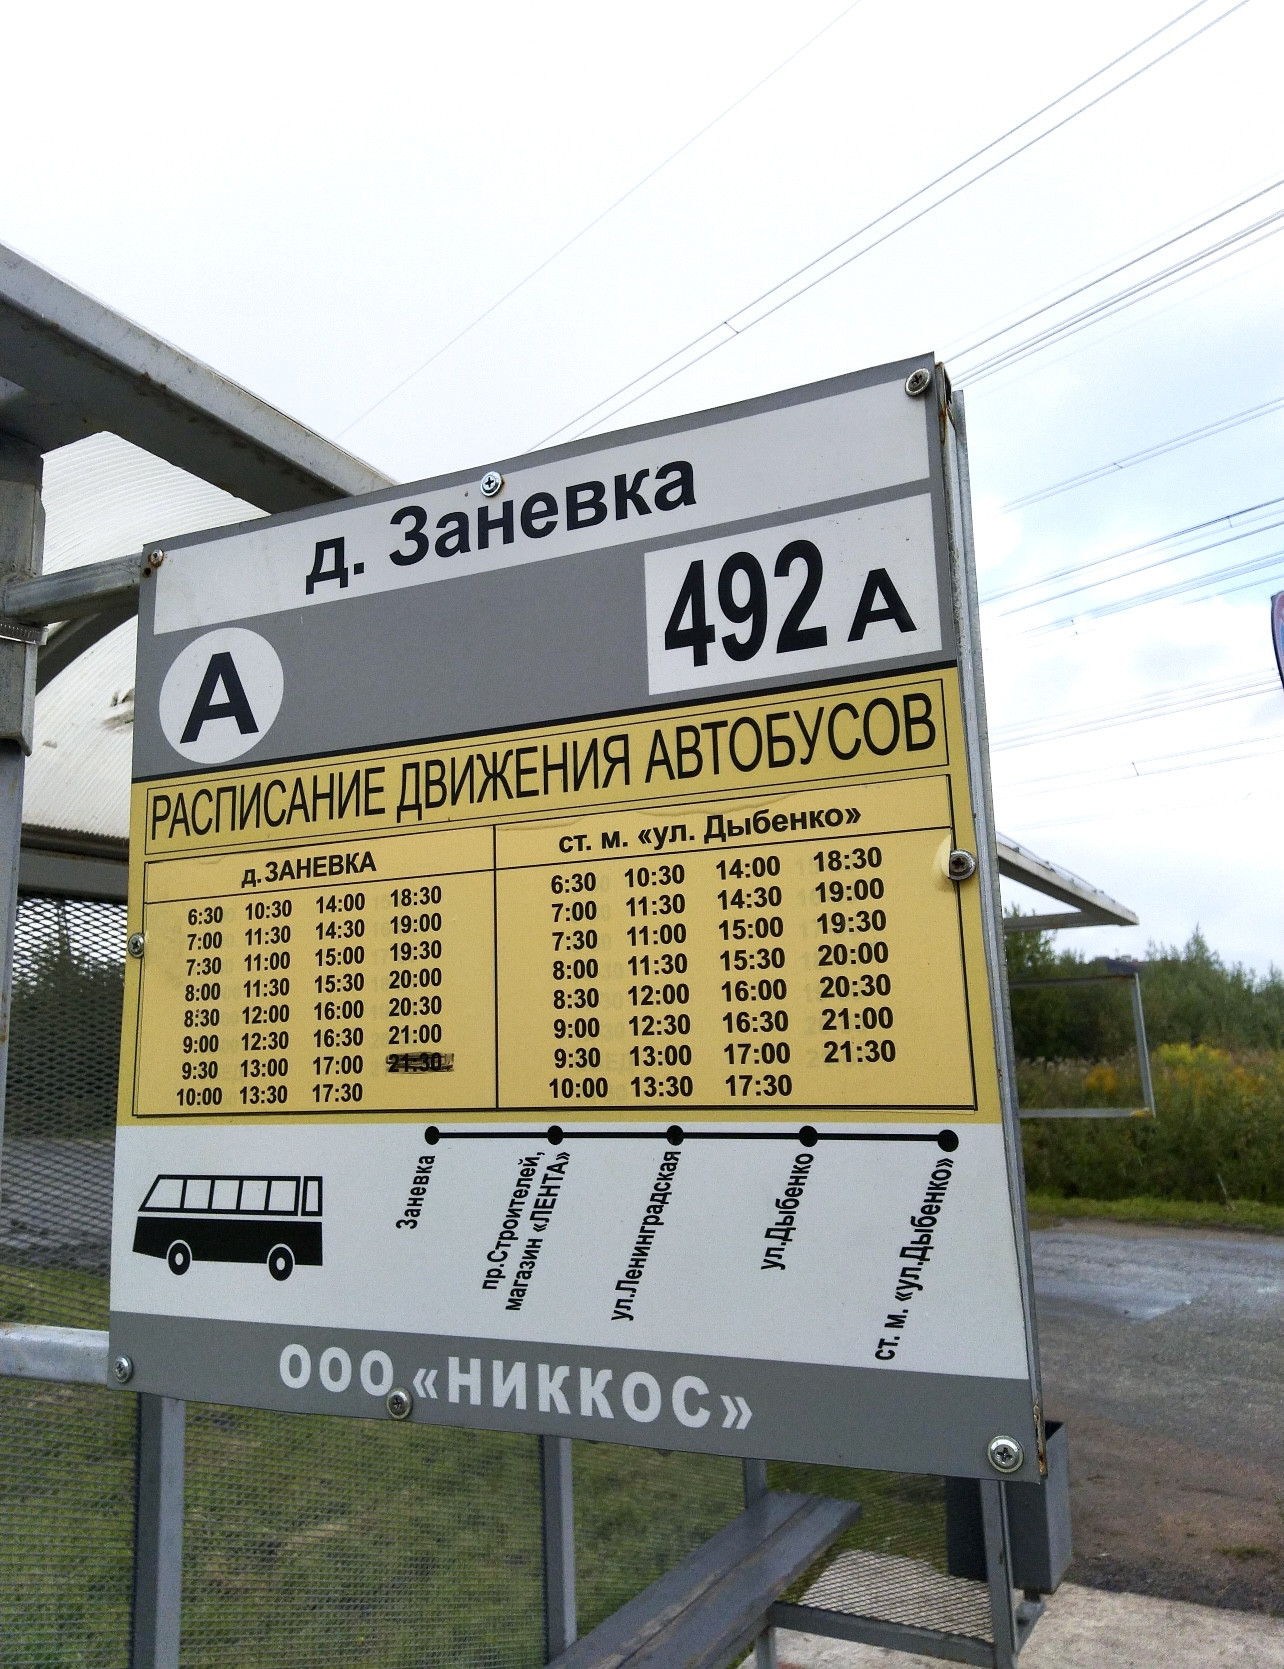 д. Заневка
А
492 А
РАСПИСАНИЕ ДВИЖЕНИЯ АВТОБУСОВ
д.ЗАНЕВКА
6:30 10:30 14:00 18:30
7:00 11:30 14:30 19:00
7:30 11:00 15:00 19:30
8:00 11:30 15:30 20:00
8:30 12:00 16:00 20:30
9:00 12:30 16:30 21:00
9:30 13:00 17:00 21:30
10:00 13:30 17:30
ст. м. «ул. Дыбенко»
6:30 10:30 14:00 18:30
7:00 11:30 14:30 19:00
7:30 11:00 15:00 19:30
8:00 11:30 15:30 20:00
8:30 12:00 16:00 20:30
9:00 12:30 16:30 21:00
9:30 13:00 17:00 21:30
10:00 13:30 17:30
Заневка
пр.Строителей,
магазин «ЛЕНТА»
ул.Ленинградская
ул.Дыбенко
ст. м. «ул.Дыбенко»
ООО «НИККОС»